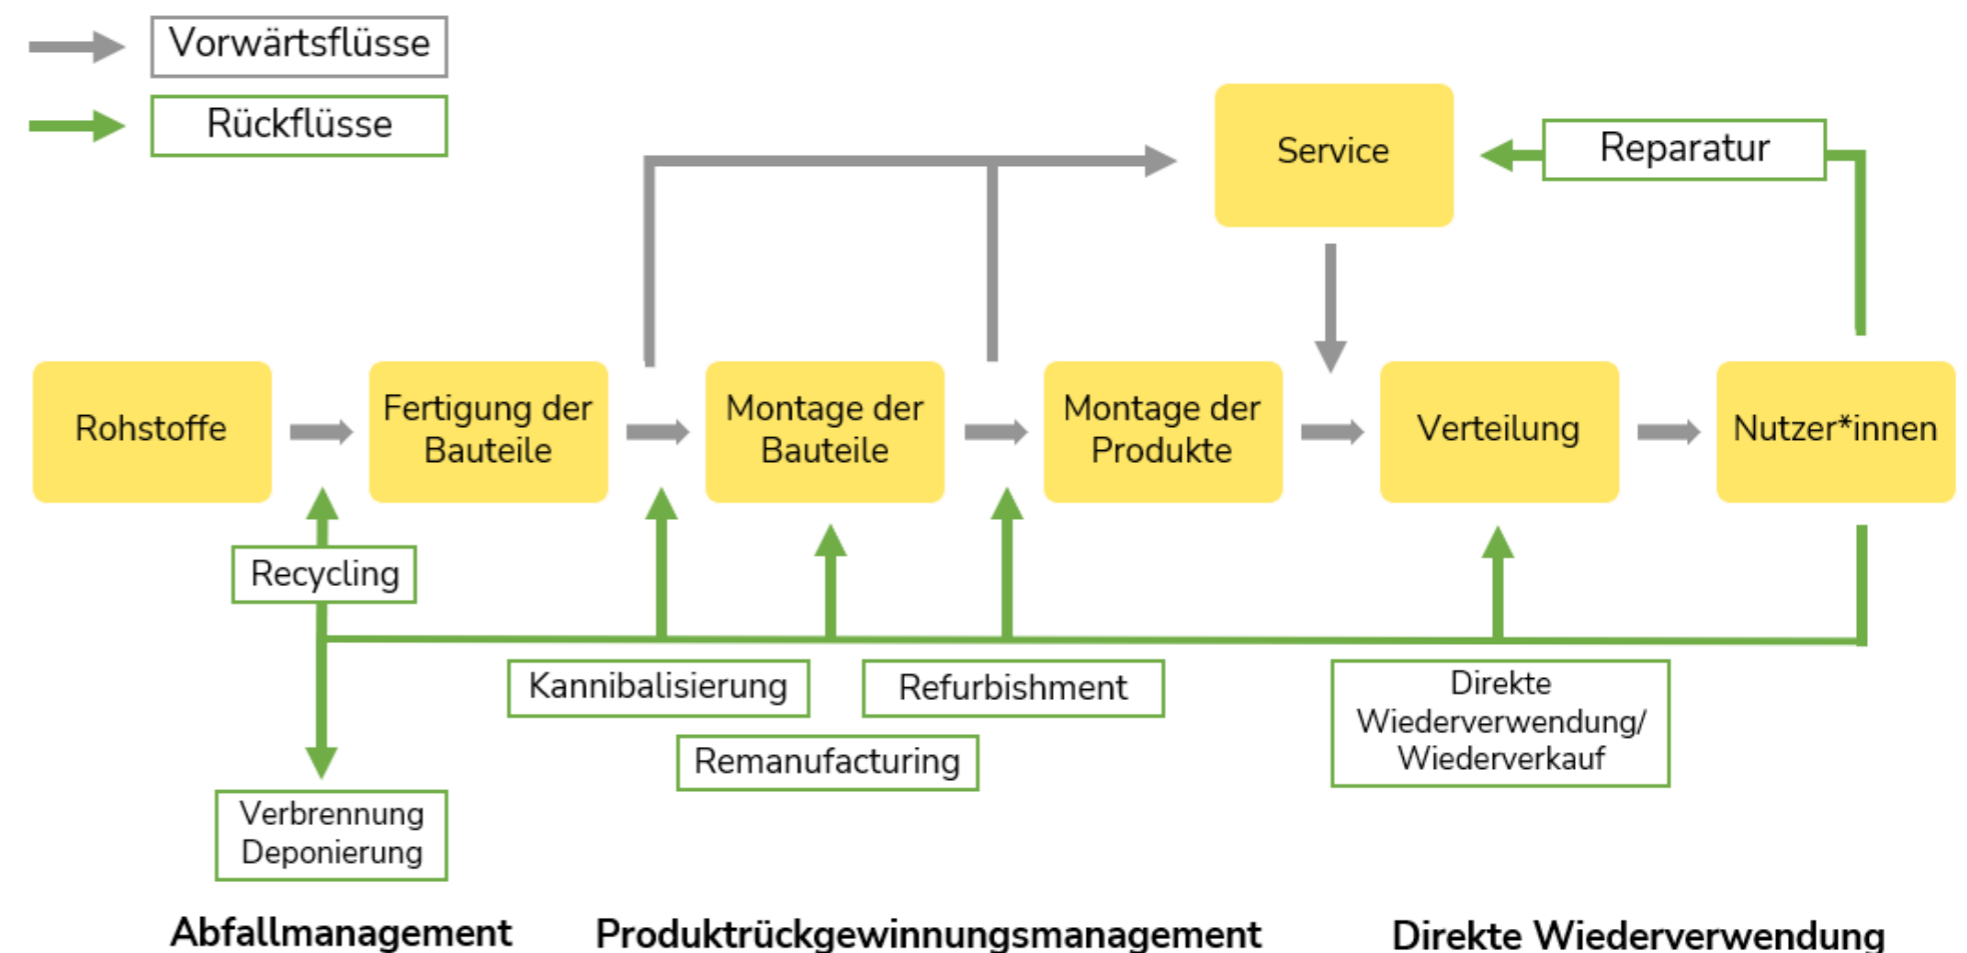 Vorwärtsflüsse
Rückflüsse
Service
Reparatur
Rohstoffe
Fertigung der
Bauteile
Montage der
Bauteile
Montage der
Produkte
Verteilung
Nutzer*innen
Recycling
Kannibalisierung
Refurbishment
Remanufacturing
Direkte
Wiederverwendung/
Wiederverkauf
Verbrennung
Deponierung
Abfallmanagement
Produktrückgewinnungsmanagement
Direkte Wiederverwendung